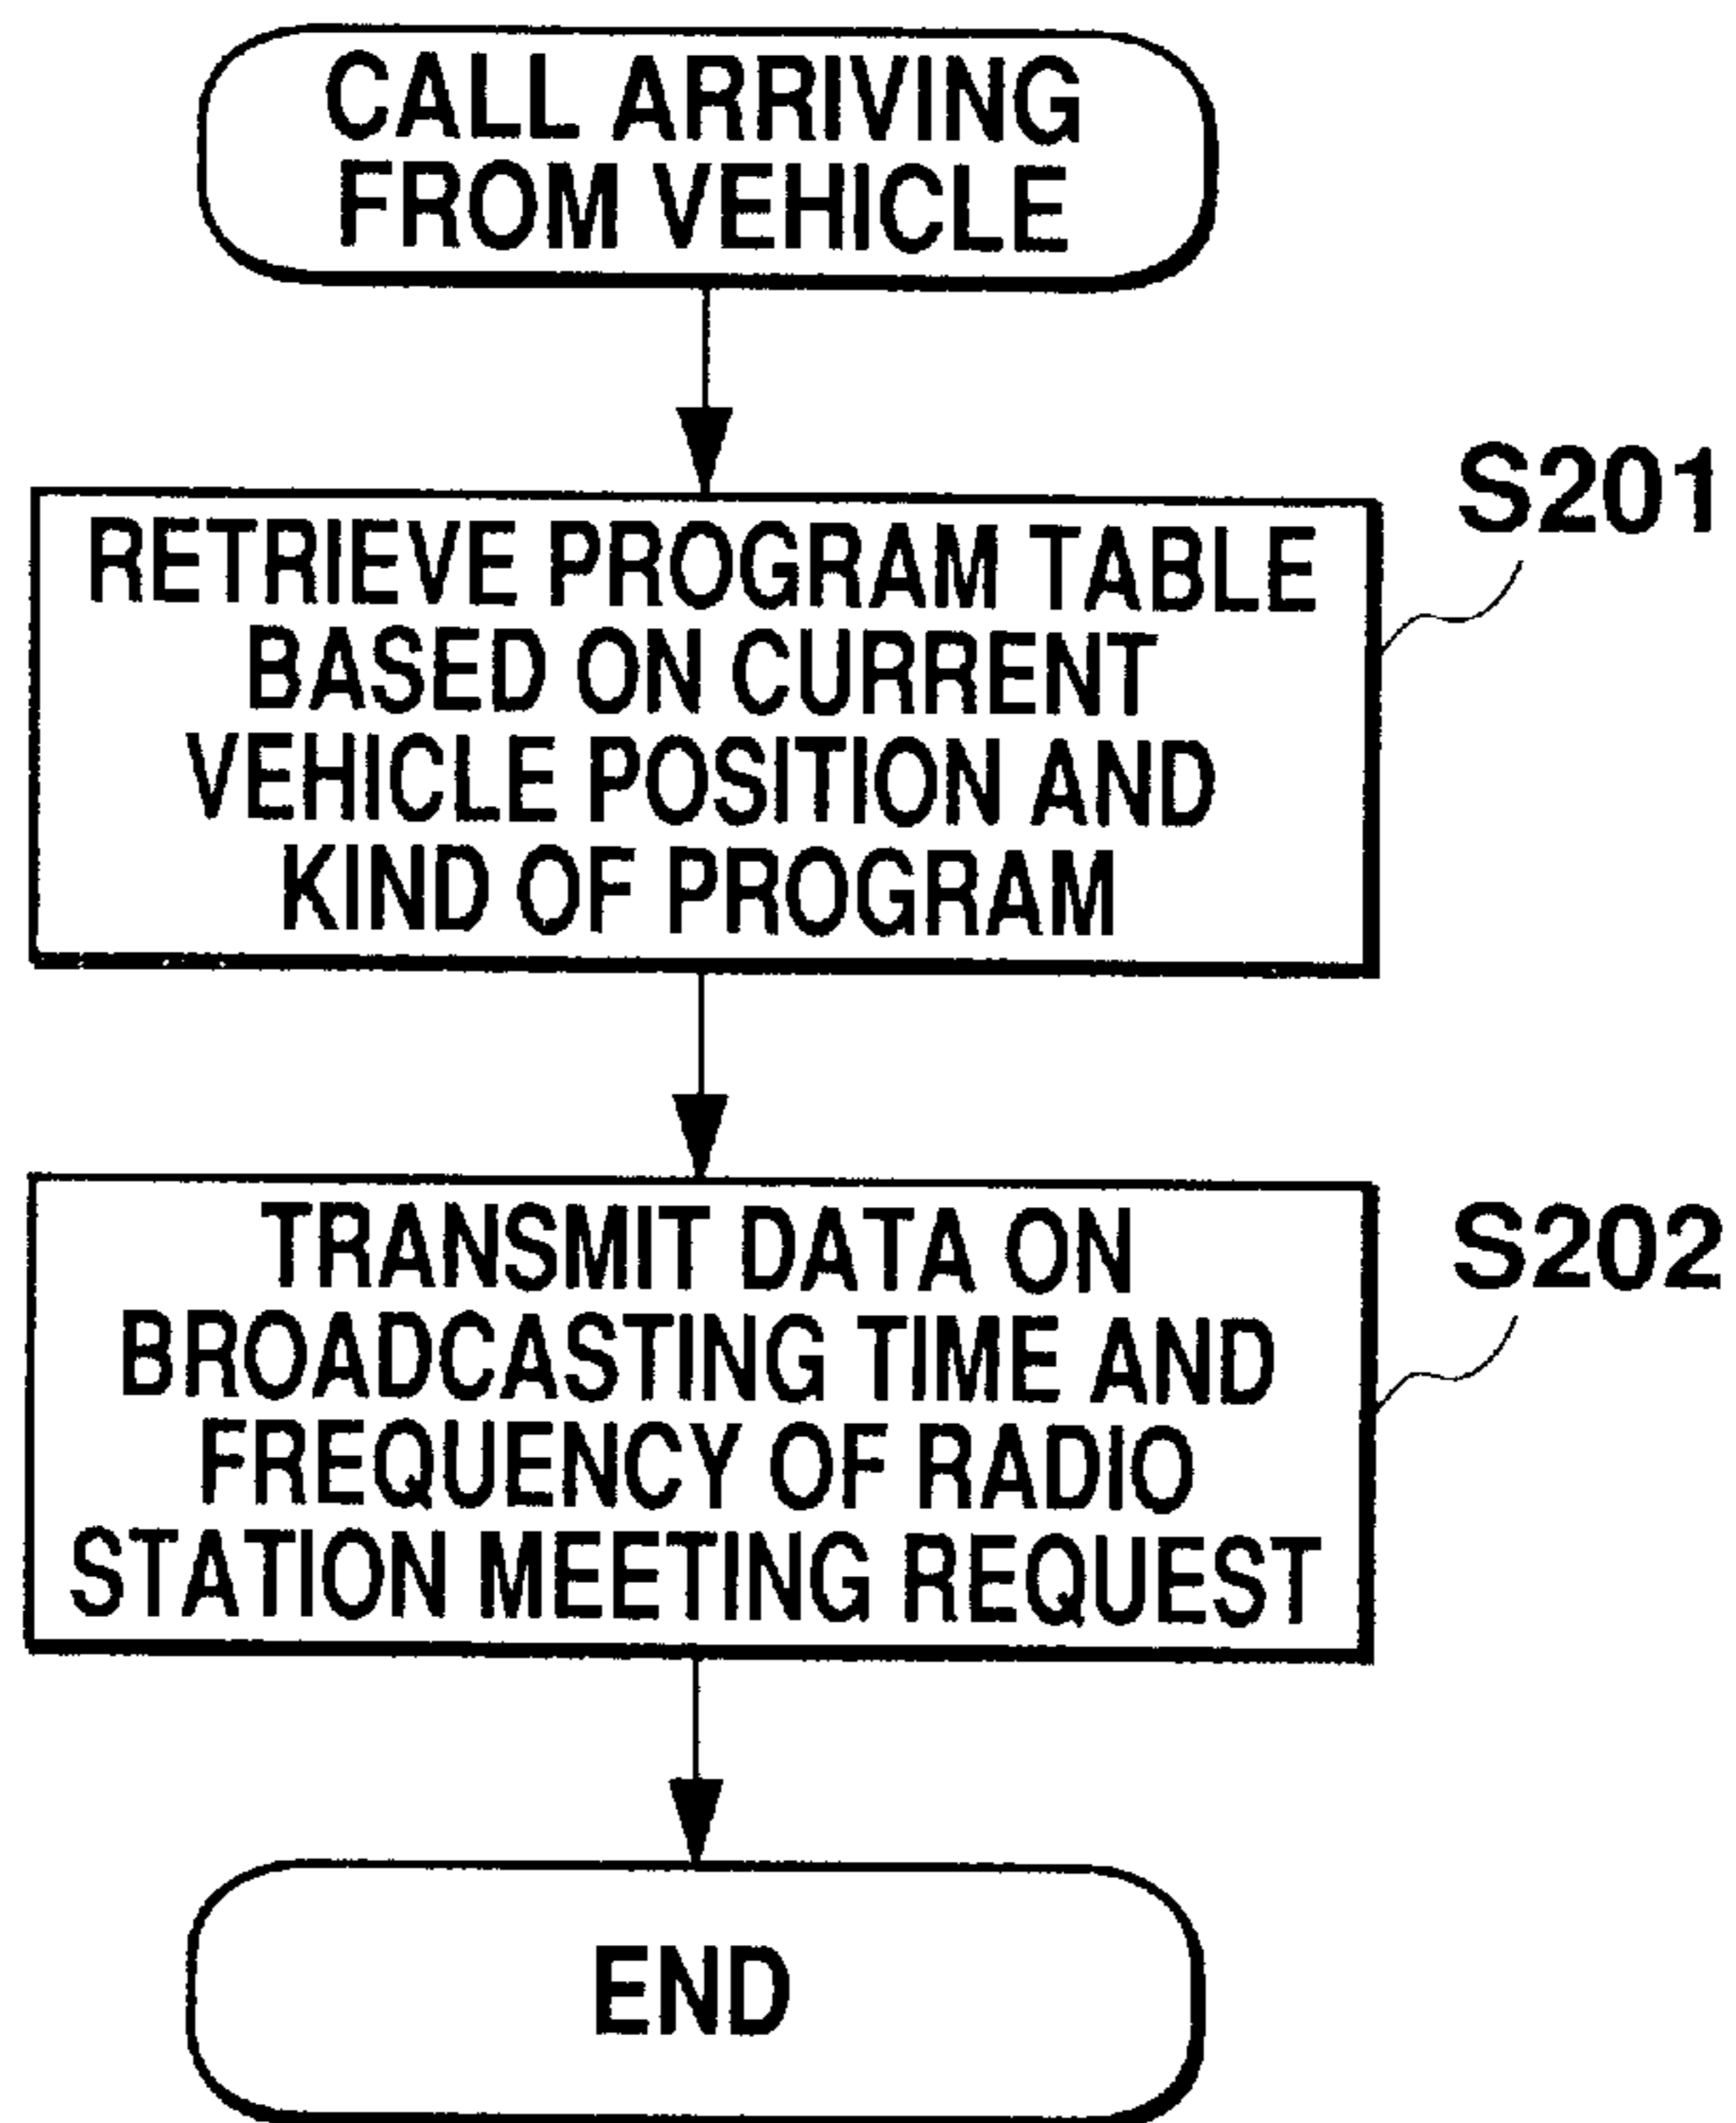 CALL ARRIVING
FROM VEHICLE
S201
RETRIEVE PROGRAM TABLE
BASED ON CURRENT
VEHICLE POSITION AND
KIND OF PROGRAM
S202
TRANSMIT DATA ON
BROADCASTING TIME AND
FREQUENCY OF RADIO
STATION MEETING REQUEST
END